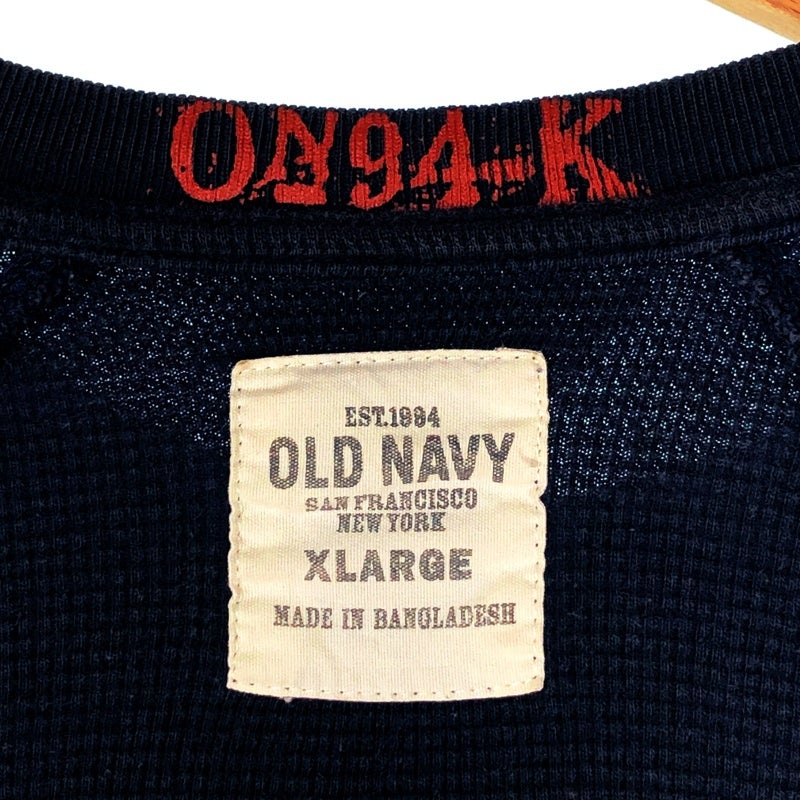 ON94-K
EST.1994
OLD NAVY
SAN FRANCISCO
NEW YORK
XLARGE
MADE IN BANGLADESH